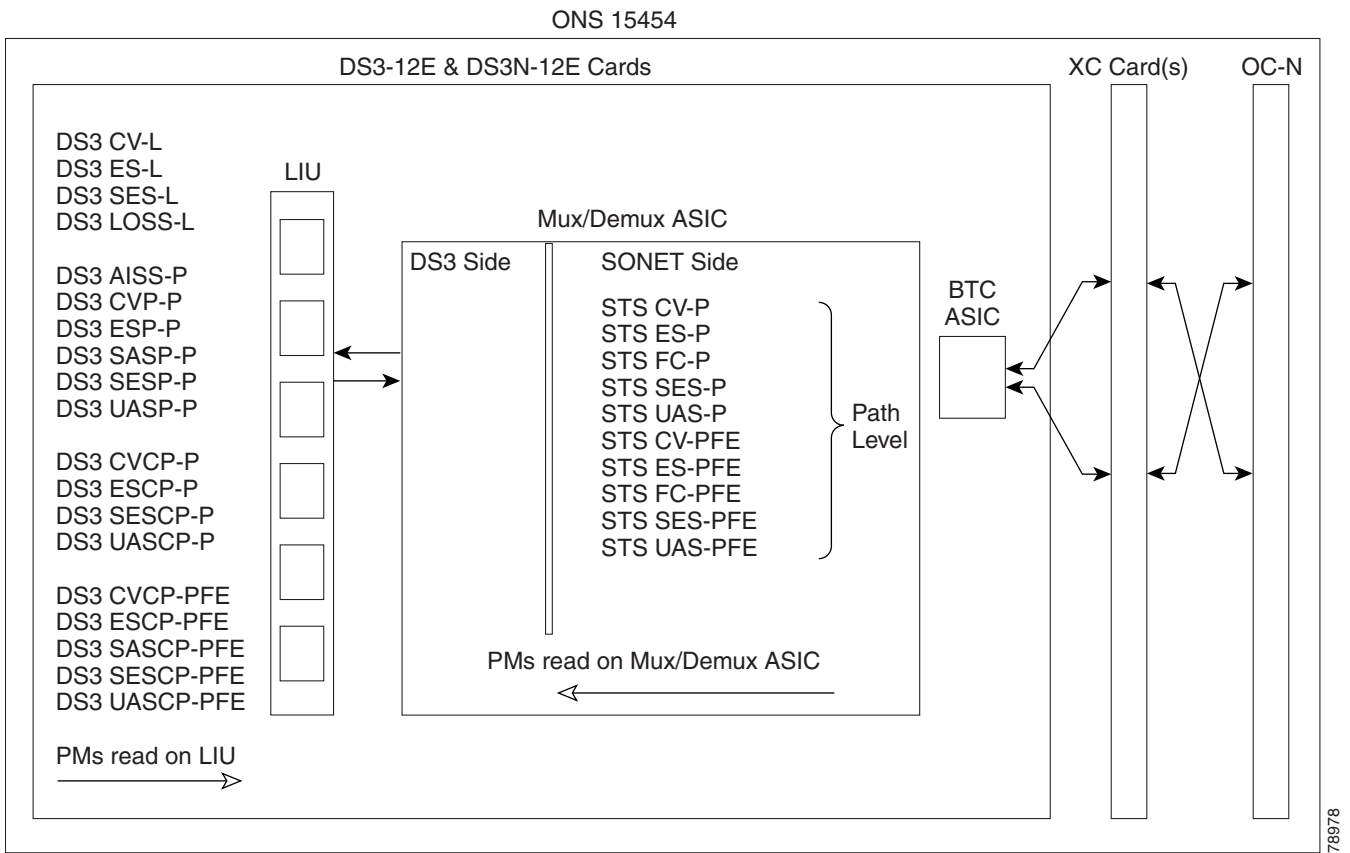 ONS 15454
DS3-12E & DS3N-12E Cards
XC Card(s)
OC-N
DS3 CV-L
DS3 ES-L
DS3 SES-L
DS3 LOSS-L
DS3 AISS-P
DS3 CVP-P
DS3 ESP-P
DS3 SASP-P
DS3 SESP-P
DS3 UASP-P
DS3 CVCP-P
DS3 ESCP-P
DS3 SESCP-P
DS3 UASCP-P
DS3 CVCP-PFE
DS3 ESCP-PFE
DS3 SASCP-PFE
DS3 SESCP-PFE
DS3 UASCP-PFE
PMs read on LIU
LIU
Mux/Demux ASIC
DS3 Side
SONET Side
STS CV-P
STS ES-P
STS FC-P
STS SES-P
STS UAS-P
STS CV-PFE
STS ES-PFE
STS FC-PFE
STS SES-PFE
STS UAS-PFE
Path
Level
PMs read on Mux/Demux ASIC
BTC
ASIC
78978